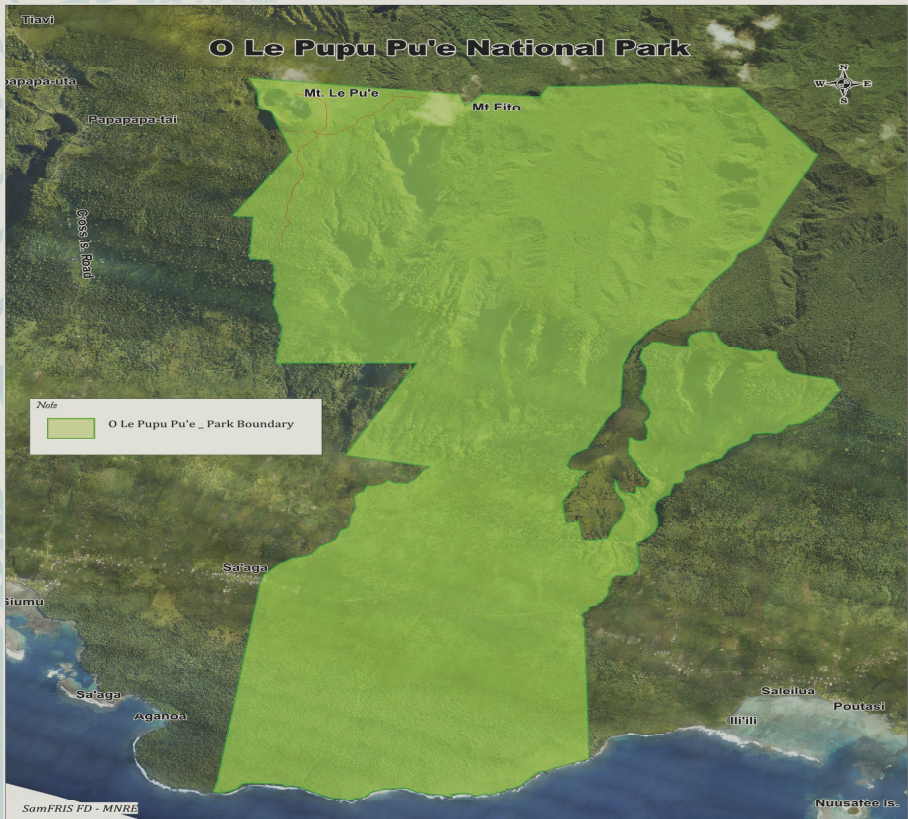 Tiavi
O Le Pupu Pu'e National Park
N
W E
S
papapa-uta
Mt. Le Pu'e
Mt Fito
Papapapa-tai
Cross Is. Road
Note
O Le Pupu Pu'e _ Park Boundary
Sa'aga
Siumu
Sa'aga
Aganoa
Saleilua
Poutasi
Ili'ili
Nuusafee Is.
SamFRIS FD - MNRE